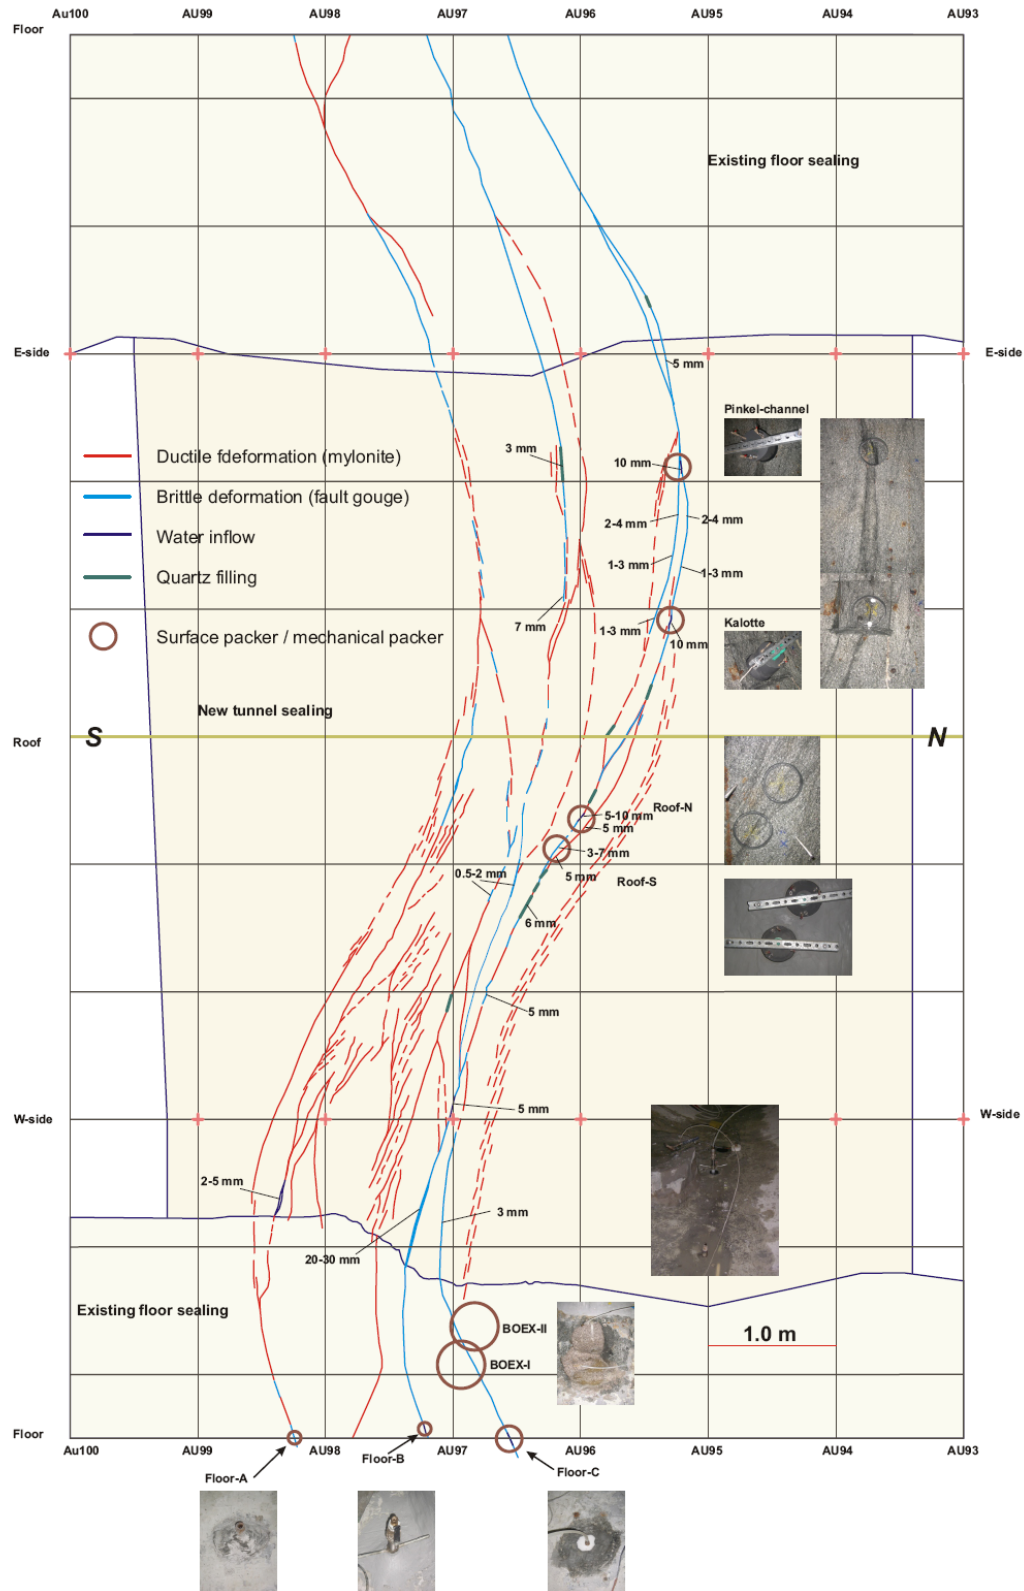 Au100 AU99 AU98 AU97 AU96 AU95 AU94 AU93
Floor
Existing floor sealing
E-side E-side
5 mm
Pinkel-channel
3 mm
10 mm
Ductile fdeformation (mylonite)
Brittle deformation (fault gouge)
2-4 mm 2-4 mm
Water inflow
1-3 mm 1-3 mm
Quartz filling
7 mm 1-3 mm Kalotte
Surface packer / mechanical packer
10 mm
New tunnel sealing
Roof S N
Roof-N
5-10 mm
5 mm
3-7 mm
0.5-2 mm 5 mm Roof-S
6 mm
5 mm
5 mm
W-side W-side
2-5 mm
3 mm
20-30 mm
Existing floor sealing
BOEX-II
1.0 m
BOEX-I
Floor
Au100 AU99 AU98 AU97 AU96 AU95 AU94 AU93
Floor-B
Floor-A Floor-C